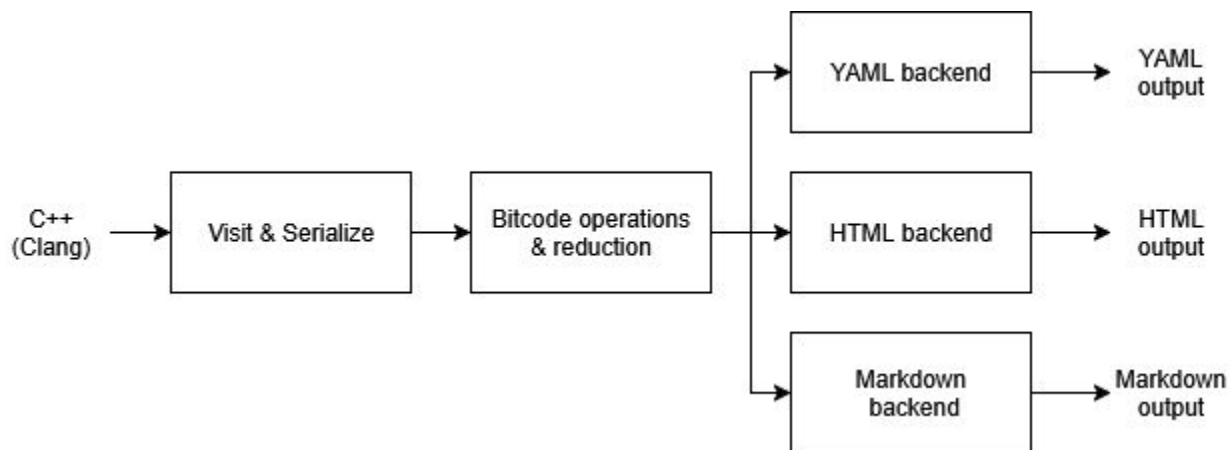 C++
(Clang)
Visit & Serialize
Bitcode operations
& reduction
YAML backend
YAML
output
HTML backend
HTML
output
Markdown
backend
Markdown
output